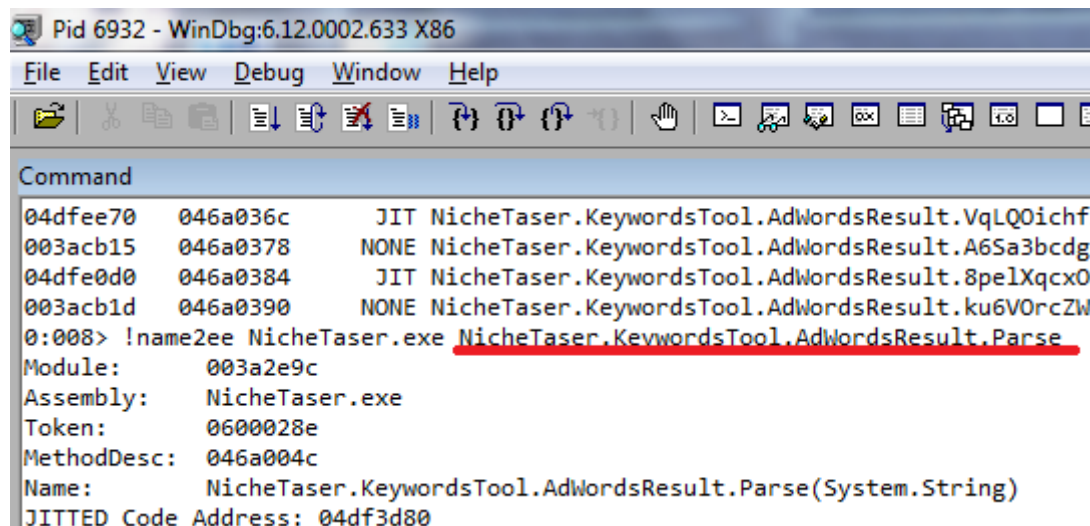 Pid 6932 - WinDbg:6.12.0002.633 X86
File Edit View Debug Window Help
Command
04dfee70 046a036c JIT NicheTaser.KeywordsTool.AdWordsResult.VqLQOichf
003acb15 046a0378 NONE NicheTaser.KeywordsTool.AdWordsResult.A6Sa3bcdg
04dfe0d0 046a0384 JIT NicheTaser.KeywordsTool.AdWordsResult.8pelXqcxO
003acb1d 046a0390 NONE NicheTaser.KeywordsTool.AdWordsResult.ku6VOrcZW
0:008> !name2ee NicheTaser.exe NicheTaser.KeywordsTool.AdWordsResult.Parse
Module: 003a2e9c
Assembly: NicheTaser.exe
Token: 0600028e
MethodDesc: 046a004c
Name: NicheTaser.KeywordsTool.AdWordsResult.Parse(System.String)
JITTED Code Address: 04df3d80